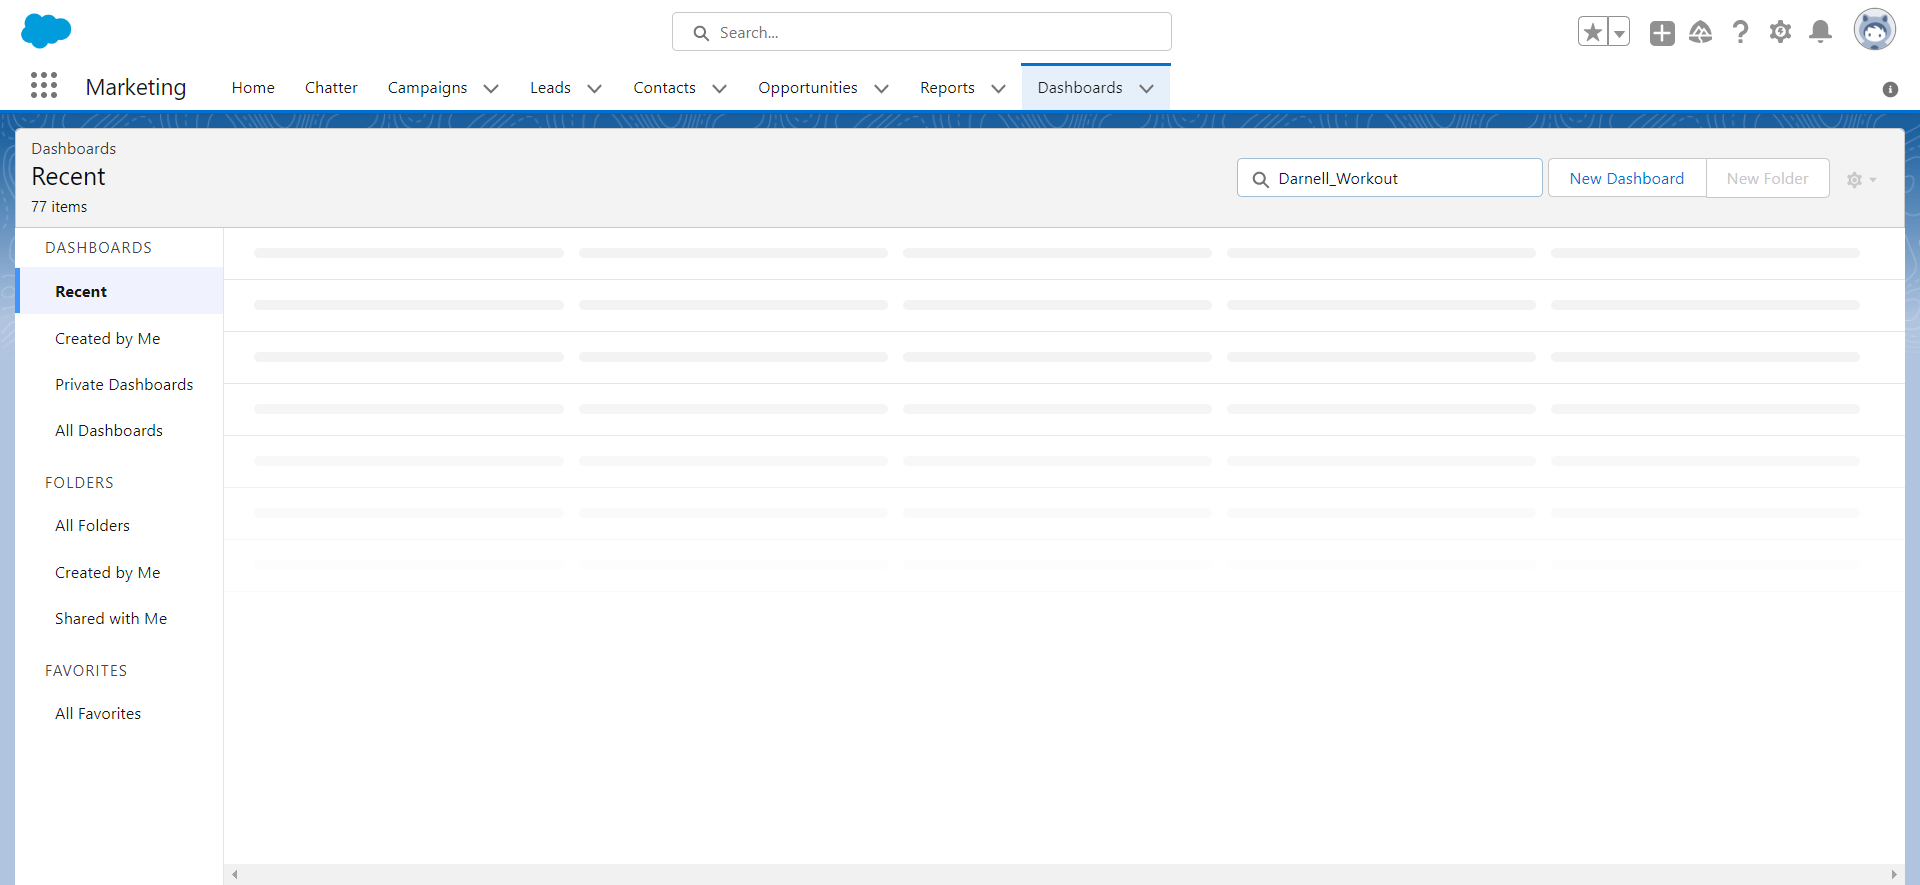 Search...
Marketing
Home
Chatter
Campaigns
Leads
Contacts
Opportunities
Reports
Dashboards
Dashboards
Recent
77 items
Darnell_Workout
New Dashboard
New Folder
DASHBOARDS
Recent
Created by Me
Private Dashboards
All Dashboards
FOLDERS
All Folders
Created by Me
Shared with Me
FAVORITES
All Favorites